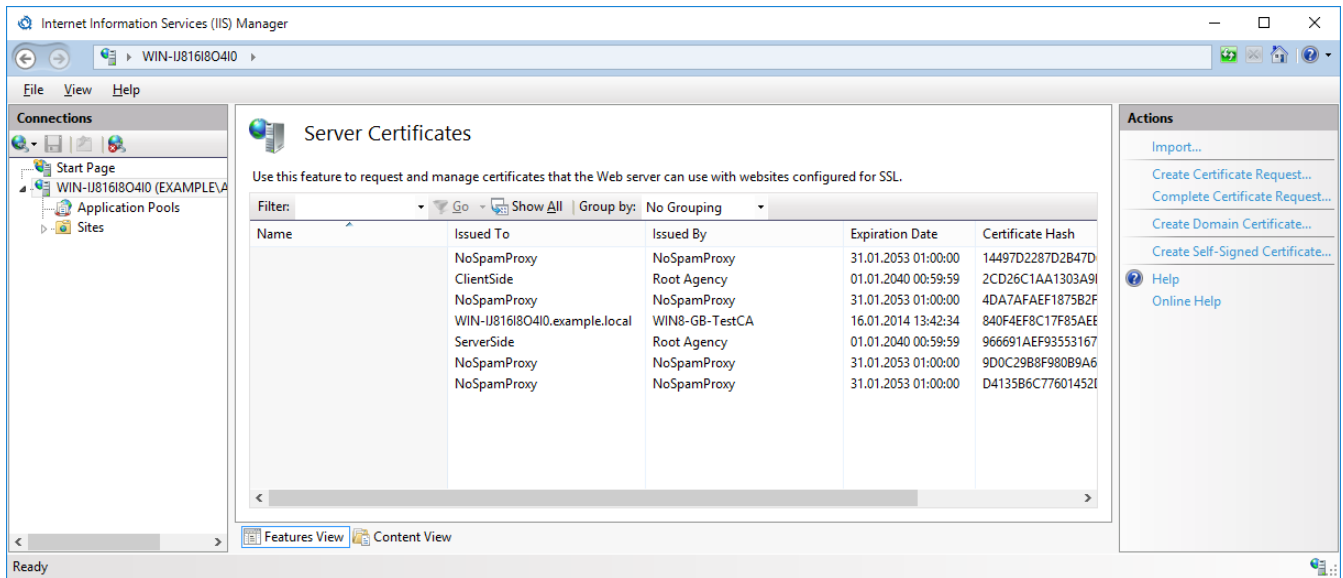 Internet Information Services (IIS) Manager
WIN-IJ816I8O4I0
File View Help
Connections
Start Page
WIN-IJ816I8O4I0 (EXAMPLE\A
Application Pools
Sites
Server Certificates
Use this feature to request and manage certificates that the Web server can use with websites configured for SSL.
Filter: Go Show All Group by: No Grouping
Name Issued To Issued By Expiration Date Certificate Hash
NoSpamProxy NoSpamProxy 31.01.2053 01:00:00 14497D2287D2B47D
ClientSide Root Agency 01.01.2040 00:59:59 2CD26C1AA1303A9
NoSpamProxy NoSpamProxy 31.01.2053 01:00:00 4DA7AFAEF1875B2F
WIN-IJ816I8O4I0.example.local WIN8-GB-TestCA 16.01.2014 13:42:34 840F4EF8C17F85AEE
ServerSide Root Agency 01.01.2040 00:59:59 966691AEF93553167
NoSpamProxy NoSpamProxy 31.01.2053 01:00:00 9D0C29B8F980B9A6
NoSpamProxy NoSpamProxy 31.01.2053 01:00:00 D4135B6C77601452
Features View Content View
Actions
Import...
Create Certificate Request...
Complete Certificate Request...
Create Domain Certificate...
Create Self-Signed Certificate...
Help
Online Help
Ready